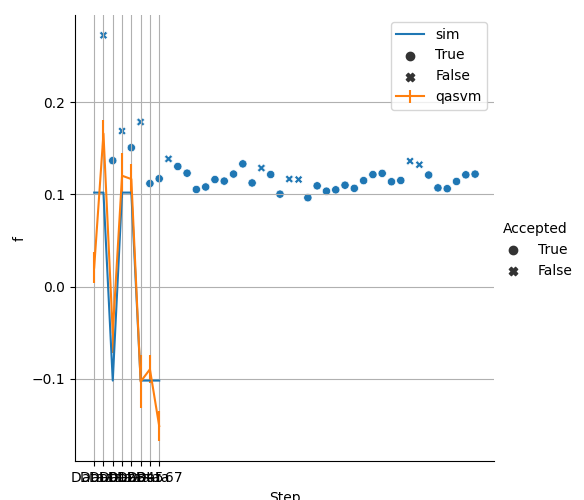 sim
True
False
qasvm
0.2
0.1
0.0
−0.1
f
Accepted
True
False
Step